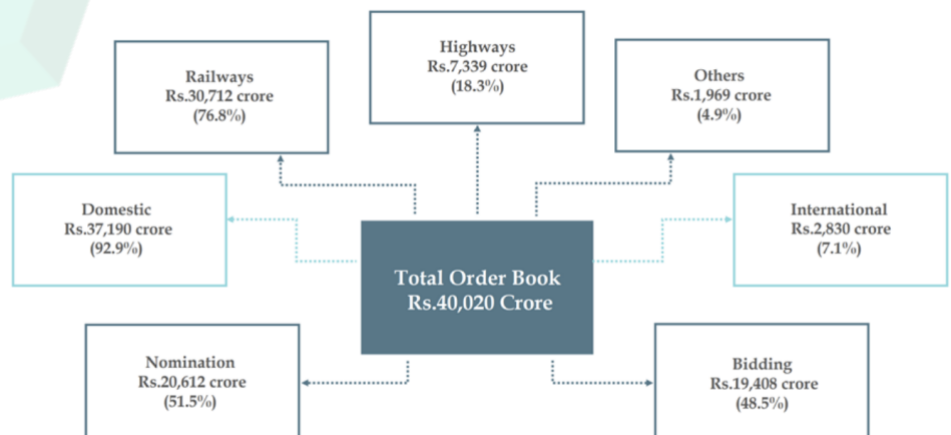 Highways
Rs.7,339 crore
(18.3%)
Railways
Rs.30,712 crore
(76.8%)
Others
Rs.1,969 crore
(4.9%)
Domestic
Rs.37,190 crore
(92.9%)
International
Rs.2,830 crore
(7.1%)
Total Order Book
Rs.40,020 Crore
Nomination
Rs.20,612 crore
(51.5%)
Bidding
Rs.19,408 crore
(48.5%)